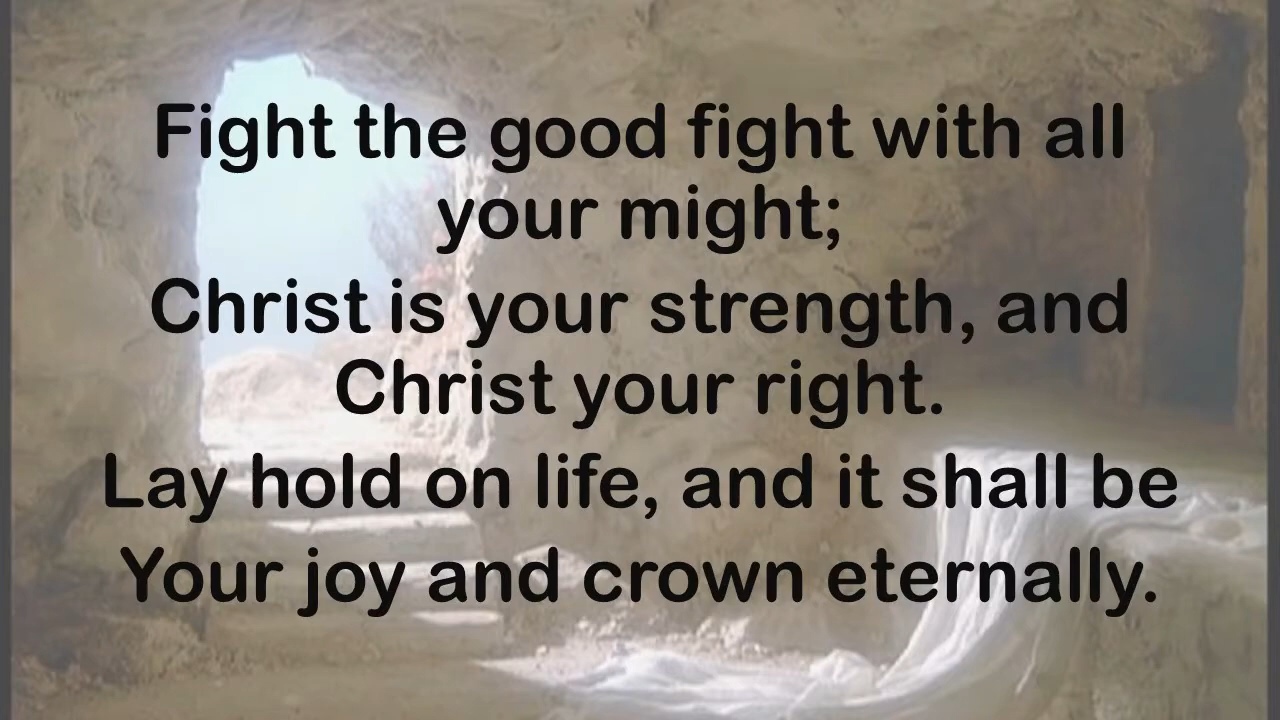 Fight the good fight with all
your might;
Christ is your strength, and
Christ your right.
Lay hold on life, and it shall be
Your joy and crown eternally.